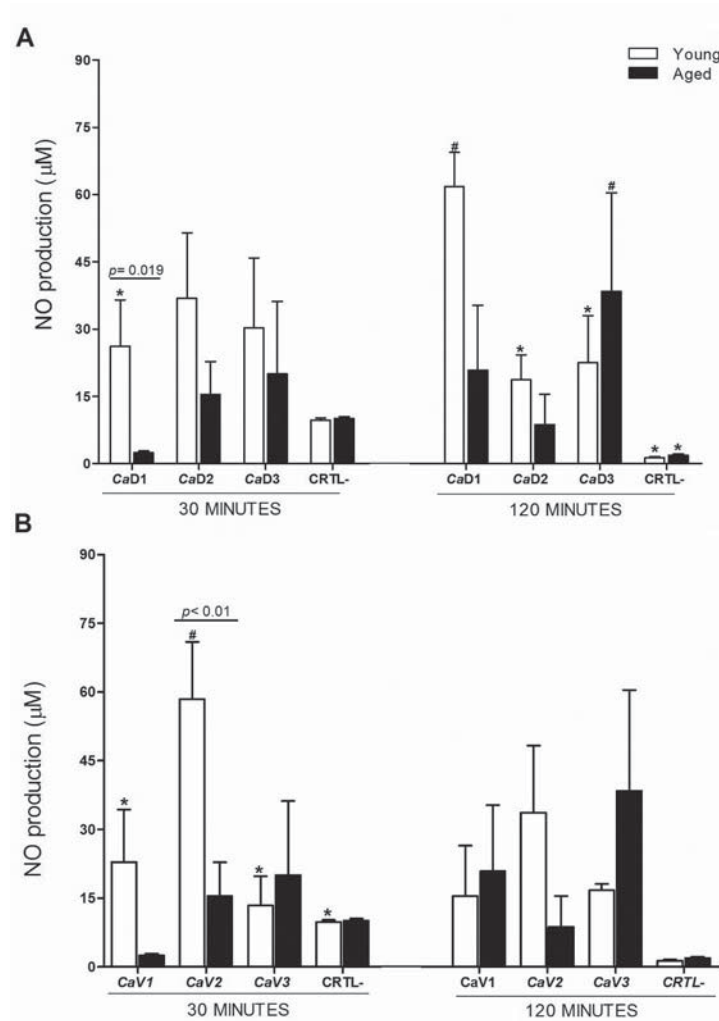 A
90
75
60
45
30
15
0
NO production (µM)
Young
Aged
p= 0.019
*
#
*
*
#
*
*
CaD1
CaD2
CaD3
CRTL-
CaD1
CaD2
CaD3
CRTL-
30 MINUTES
120 MINUTES
B
90
75
60
45
30
15
0
NO production (µM)
p< 0.01
#
*
*
*
CaV1
CaV2
CaV3
CRTL-
CaV1
CaV2
CaV3
CRTL-
30 MINUTES
120 MINUTES